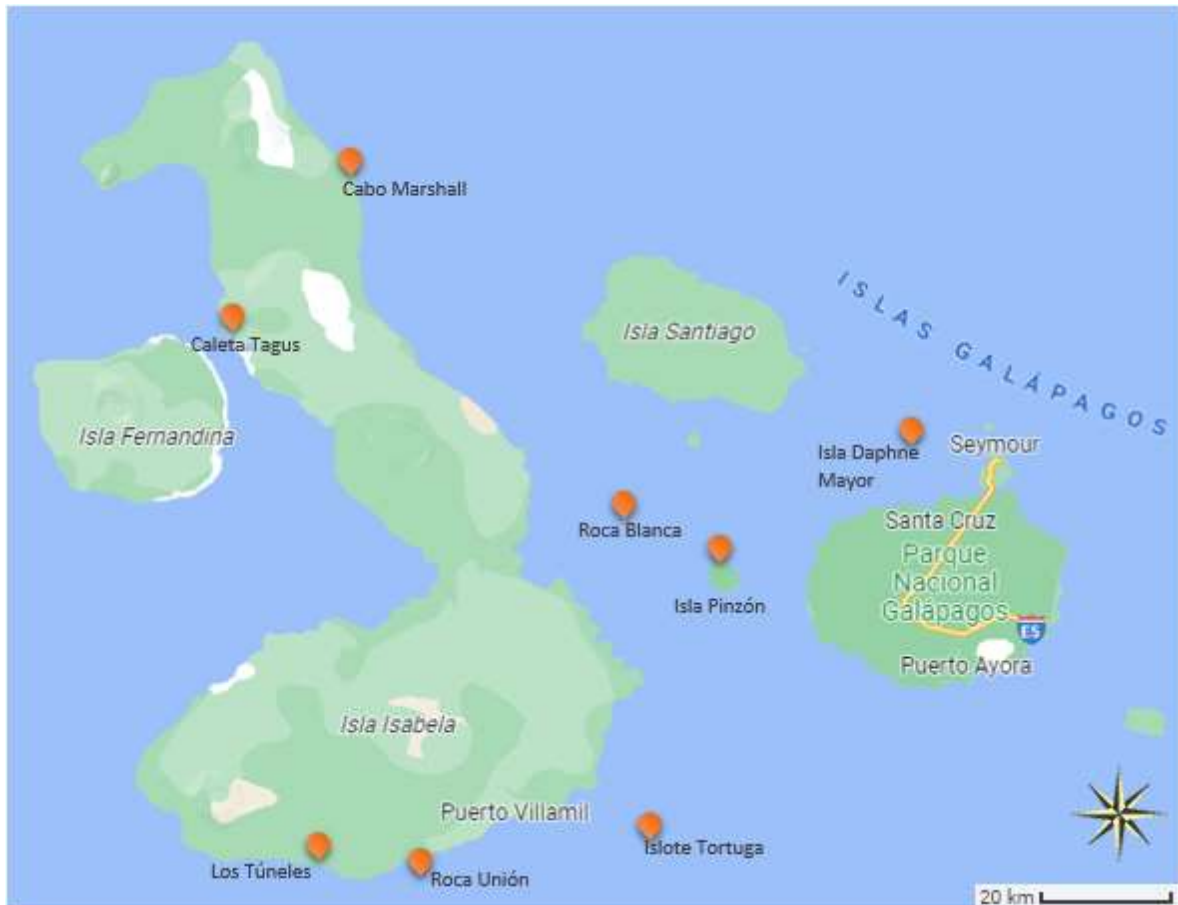 Cabo Marshall
ISLAS GALÁPAGOS
Isla Santiago
Caleta Tagus
Isla Fernandina
Isla Daphne
Mayor
Seymour
Roca Blanca
Santa Cruz
Parque
Nacional
Galápagos
Isla Pinzón
E5
Puerto Ayora
Isla Isabela
Puerto Villamil
Islote Tortuga
Los Túneles
Roca Unión
20 km